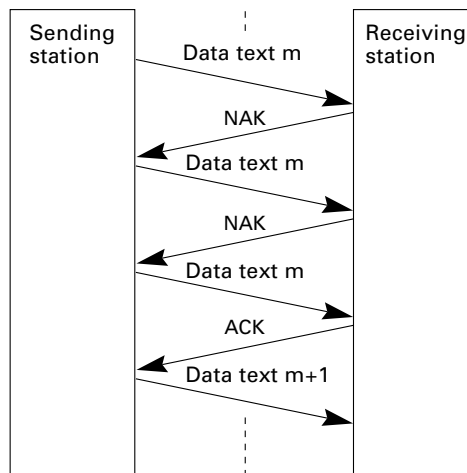 Sending
station
Receiving
station
Data text m
NAK
Data text m
NAK
Data text m
ACK
Data text m+1